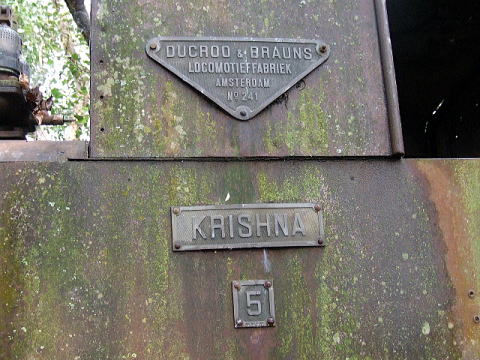 DUCROO & BRAUNS
LOCOMOTIEFFABRIEK
AMSTERDAM
Nº 241
KRISHNA
5